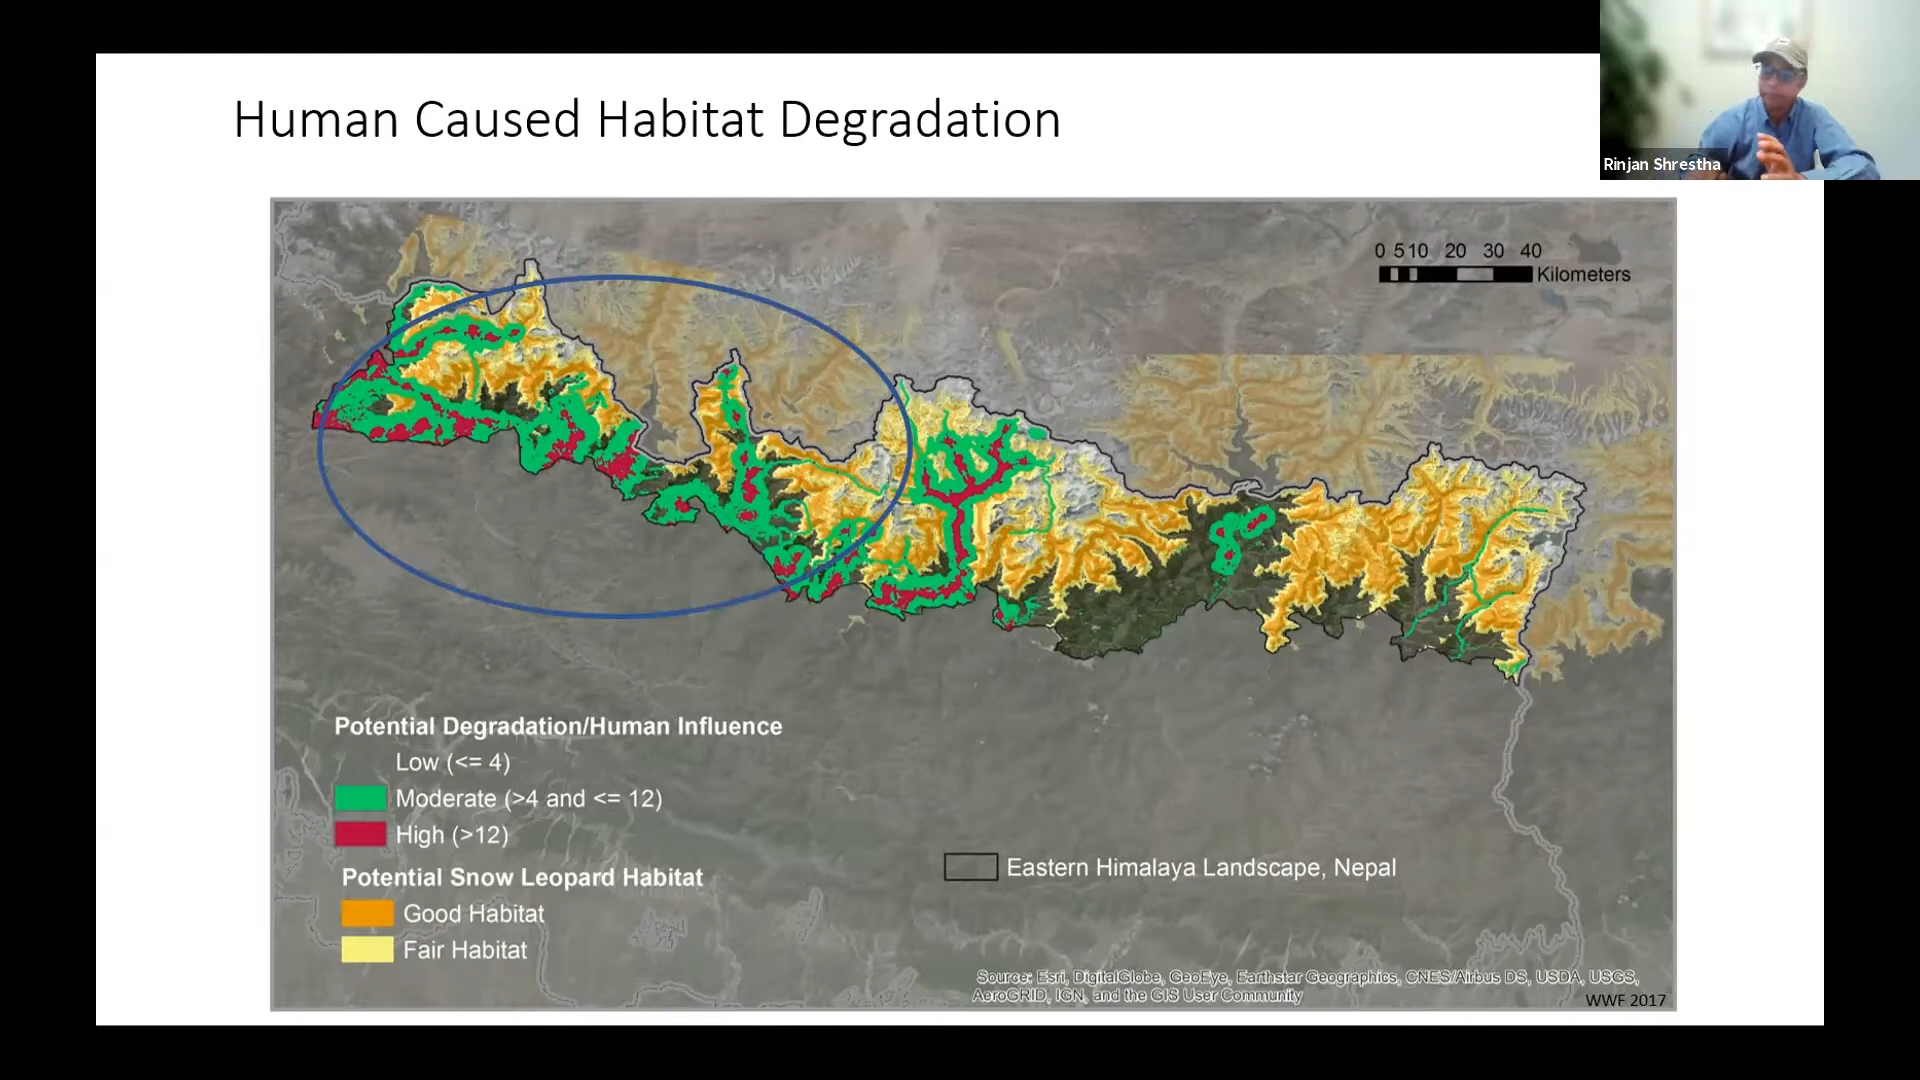 Human Caused Habitat Degradation
Rinjan Shrestha
0 5 10 20 30 40
Kilometers
Potential Degradation/Human Influence
Low (<= 4)
Moderate (>4 and <= 12)
High (>12)
Potential Snow Leopard Habitat
Good Habitat
Fair Habitat
Eastern Himalaya Landscape, Nepal
Source: Esri, DigitalGlobe, GeoEye, Earthstar Geographics, CNES/Airbus DS, USDA, USGS,
AeroGRID, IGN, and the GIS User Community
WWF 2017